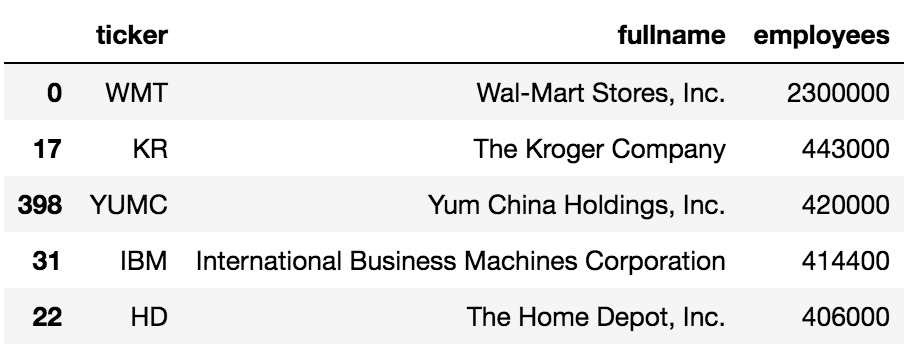 ticker fullname employees
0 WMT Wal-Mart Stores, Inc. 2300000
17 KR The Kroger Company 443000
398 YUMC Yum China Holdings, Inc. 420000
31 IBM International Business Machines Corporation 414400
22 HD The Home Depot, Inc. 406000